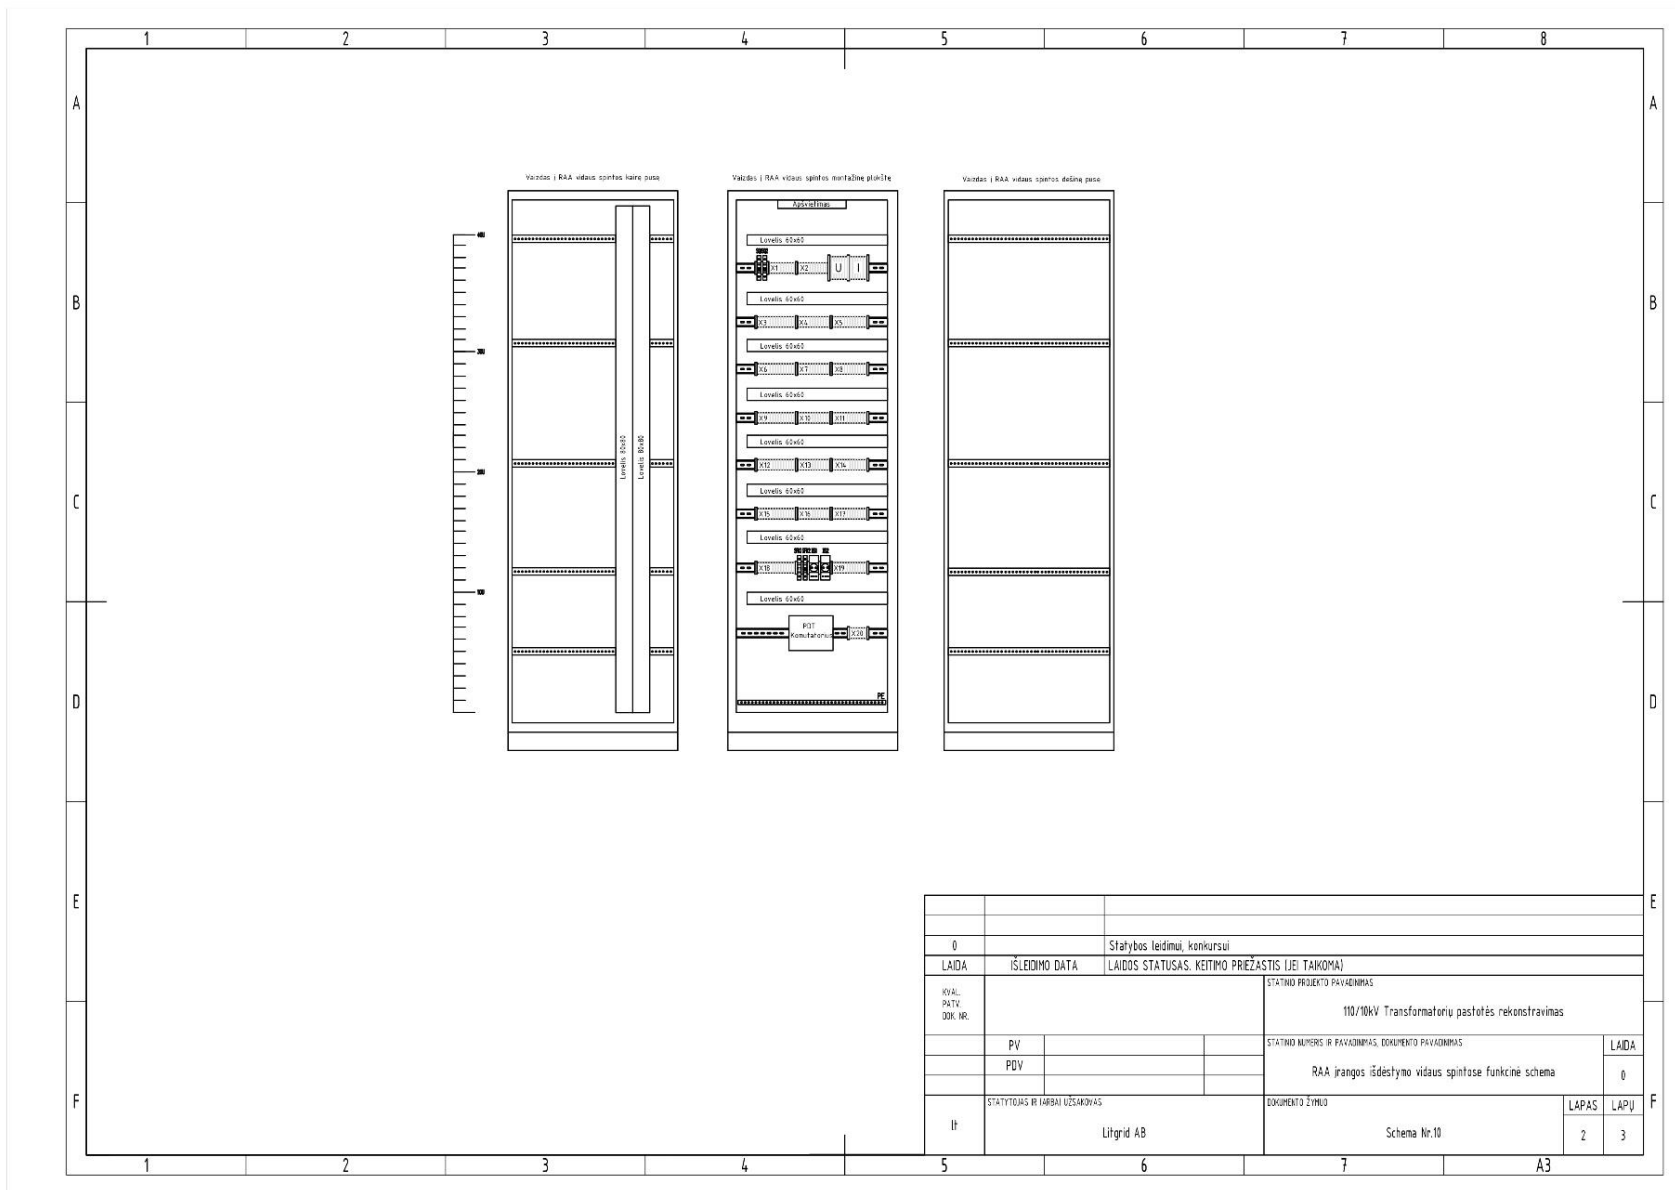 1 2 3 4 5 6 7 8
A A
Vaizdas į RAA vidaus spintos kairę pusę
Vaizdas į RAA vidaus spintos montažinę plokštę
Vaizdas į RAA vidaus spintos dešinę pusę
Apšvietimas
Lovelis 60x60
X1 X2 U I
B B
Lovelis 60x60
X3 X4 X5
Lovelis 60x60
X6 X7 X8
Lovelis 60x60
X9 X10 X11
Lovelis 60x60
Lovelis 80x80
Lovelis 80x80
X12 X13 X14
Lovelis 60x60
C C
X15 X16 X17
Lovelis 60x60
X18 X19
Lovelis 60x60
PDT
Komutatorius
X20
PE
D D
E E
0 Statybos leidimui, konkursui
LAIDA IŠLEIDIMO DATA LAIDOS STATUSAS. KEITIMO PRIEŽASTIS (JEI TAIKOMA)
KVAL.
PATV.
DOK. NR.
STATINIO PROJEKTO PAVADINIMAS
110/10kV Transformatorių pastotės rekonstravimas
PV
PDV
STATINIO NUMERIS IR PAVADINIMAS, DOKUMENTO PAVADINIMAS
LAIDA
RAA įrangos išdėstymo vidaus spintose funkcinė schema
0
F F
lt
STATYTOJAS IR (ARBA) UŽSAKOVAS
Litgrid AB
DOKUMENTO ŽYMUO
Schema Nr.10
LAPAS LAPŲ
2 3
1 2 3 4 5 6 7 A3